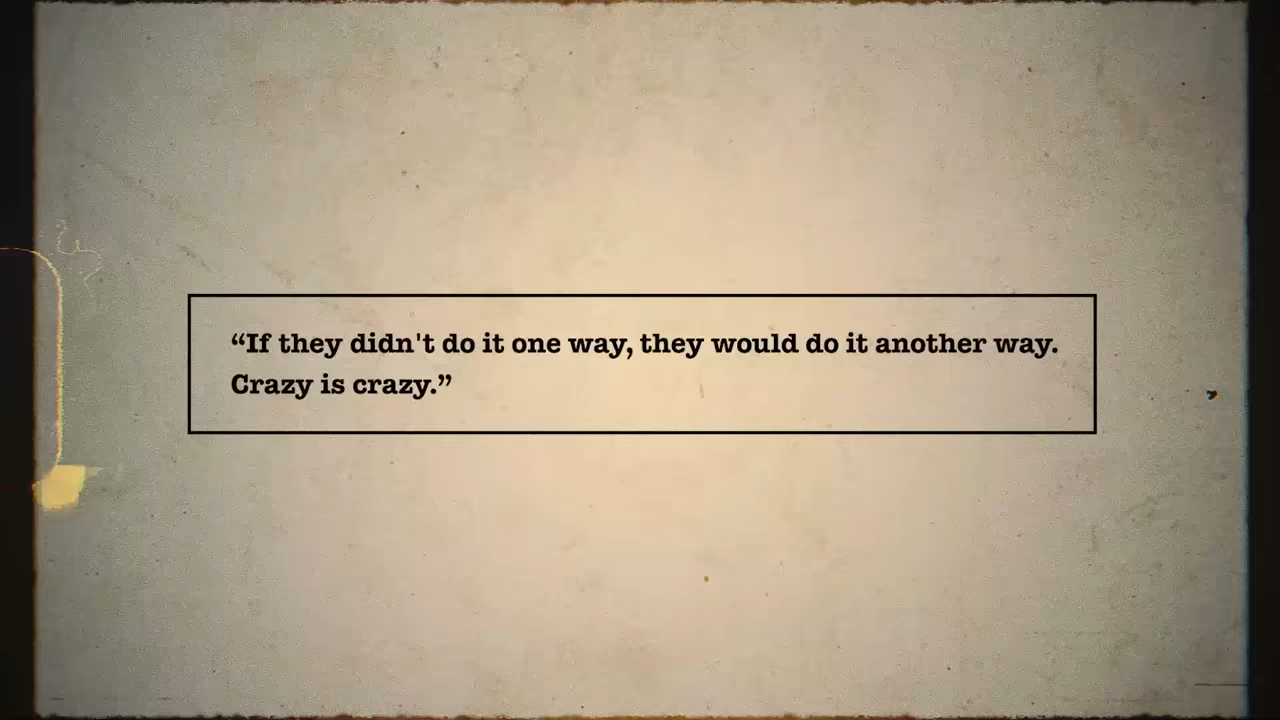 “If they didn't do it one way, they would do it another way.
Crazy is crazy.”